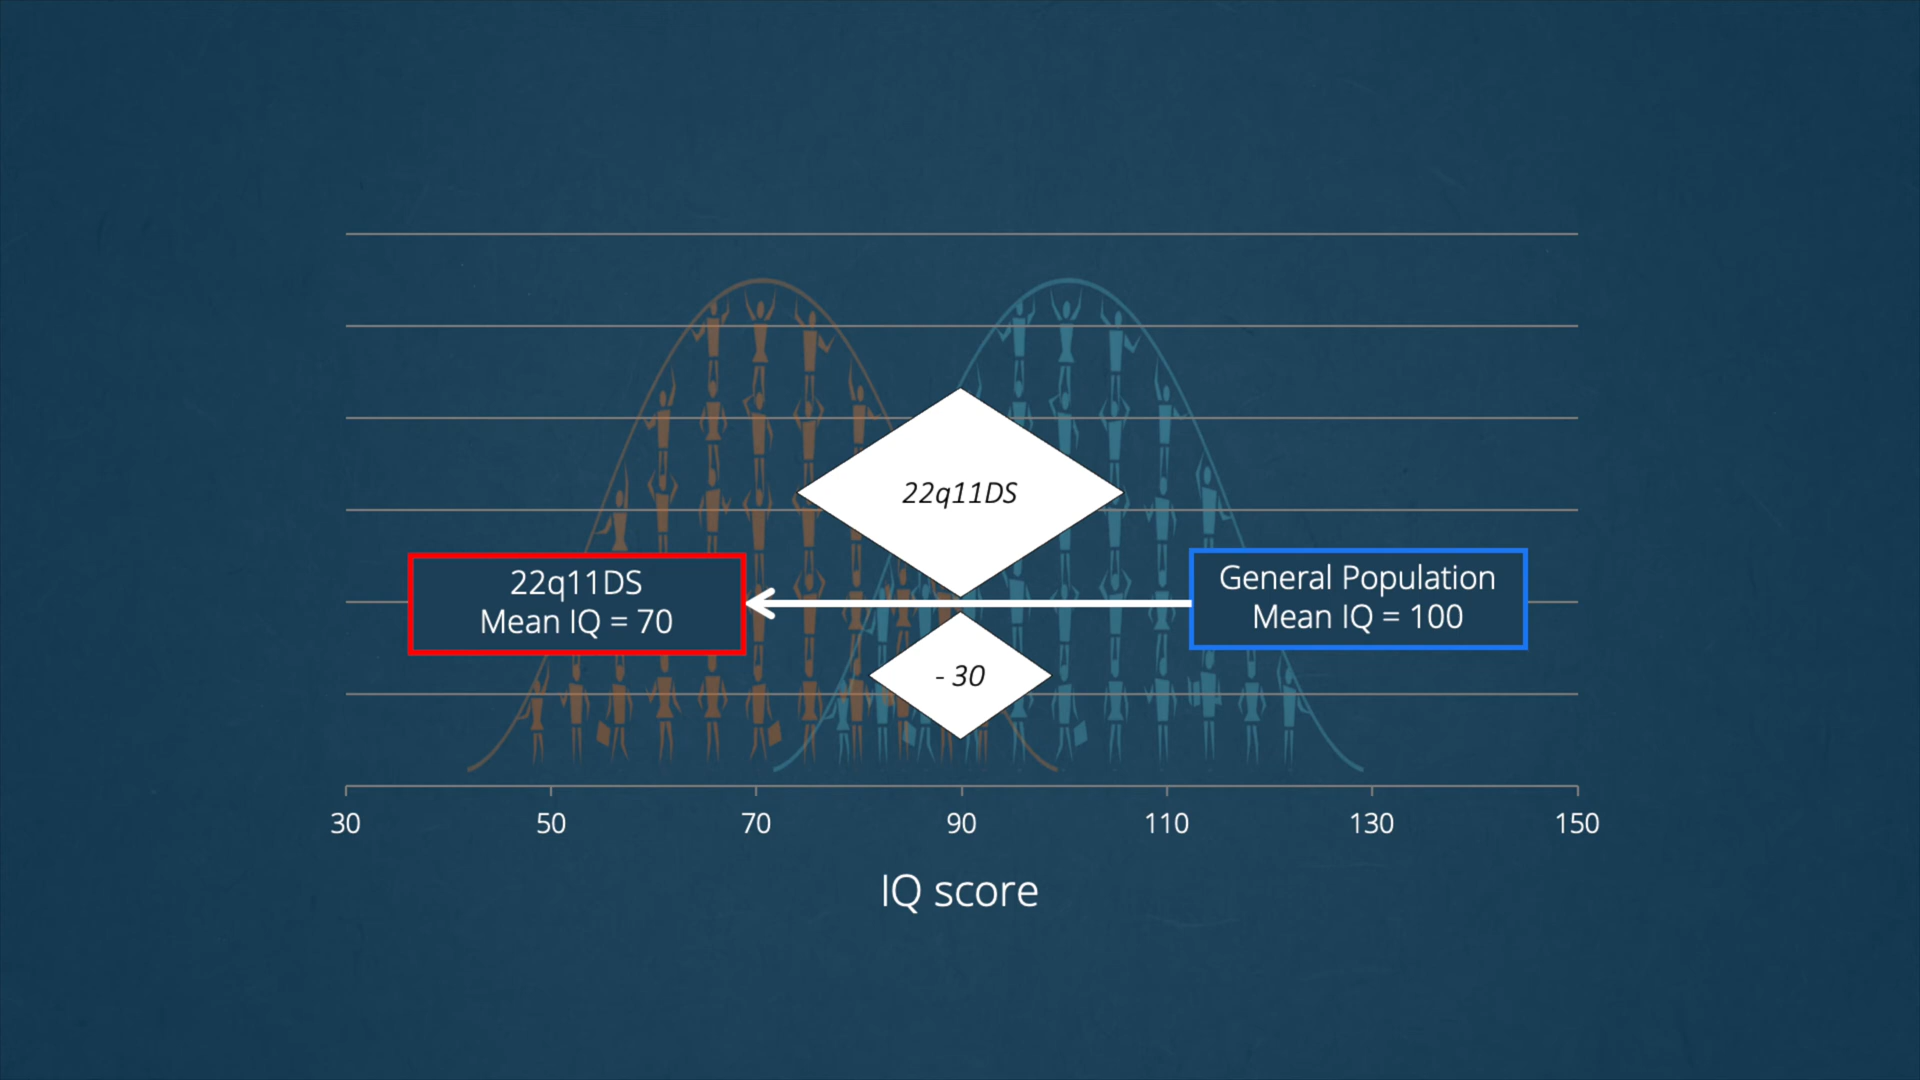 22q11DS
22q11DS
Mean IQ = 70
General Population
Mean IQ = 100
- 30
30 50 70 90 110 130 150
IQ score